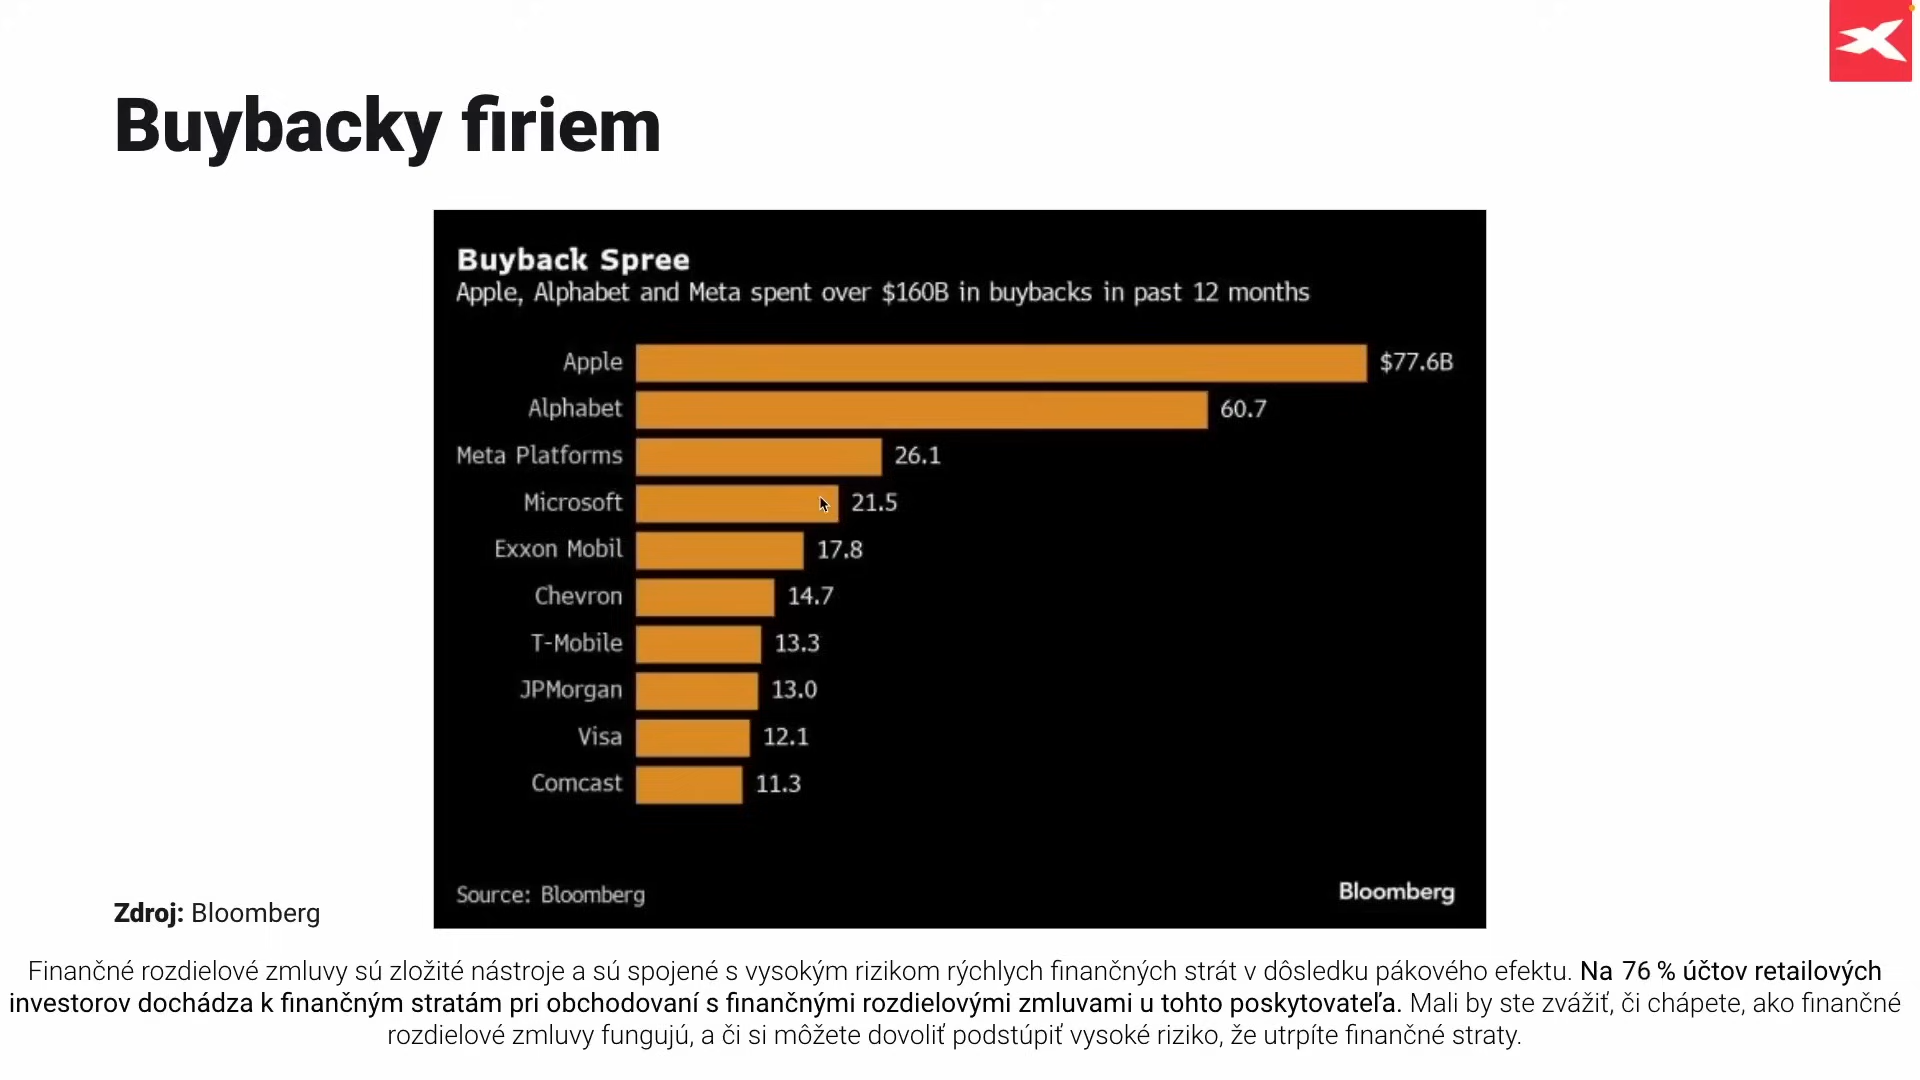 Buybacky firiem
Buyback Spree
Apple, Alphabet and Meta spent over $160B in buybacks in past 12 months
Apple $77.6B
Alphabet 60.7
Meta Platforms 26.1
Microsoft 21.5
Exxon Mobil 17.8
Chevron 14.7
T-Mobile 13.3
JPMorgan 13.0
Visa 12.1
Comcast 11.3
Source: Bloomberg
Bloomberg
Zdroj: Bloomberg
Finančné rozdielové zmluvy sú zložité nástroje a sú spojené s vysokým rizikom rýchlych finančných strát v dôsledku pákového efektu. Na 76 % účtov retailových
investorov dochádza k finančným stratám pri obchodovaní s finančnými rozdielovými zmluvami u tohto poskytovateľa. Mali by ste zvážiť, či chápete, ako finančné
rozdielové zmluvy fungujú, a či si môžete dovoliť podstúpiť vysoké riziko, že utrpíte finančné straty.